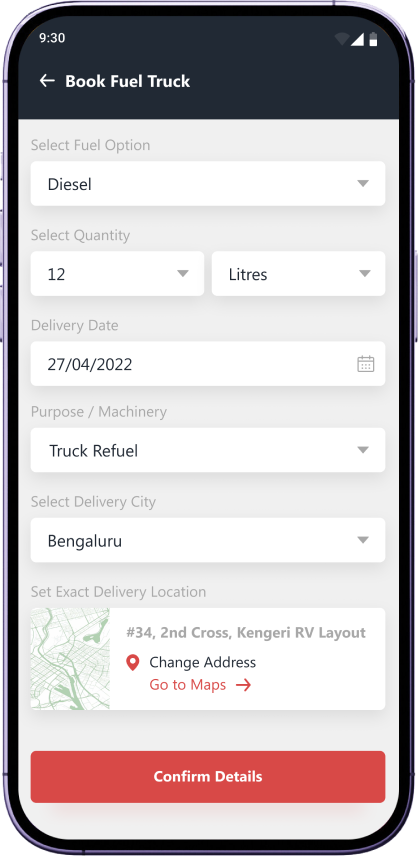 9:30
Book Fuel Truck
Select Fuel Option
Diesel
Select Quantity
12 Litres
Delivery Date
27/04/2022
Purpose / Machinery
Truck Refuel
Select Delivery City
Bengaluru
Set Exact Delivery Location
#34, 2nd Cross, Kengeri RV Layout
Change Address
Go to Maps
Confirm Details